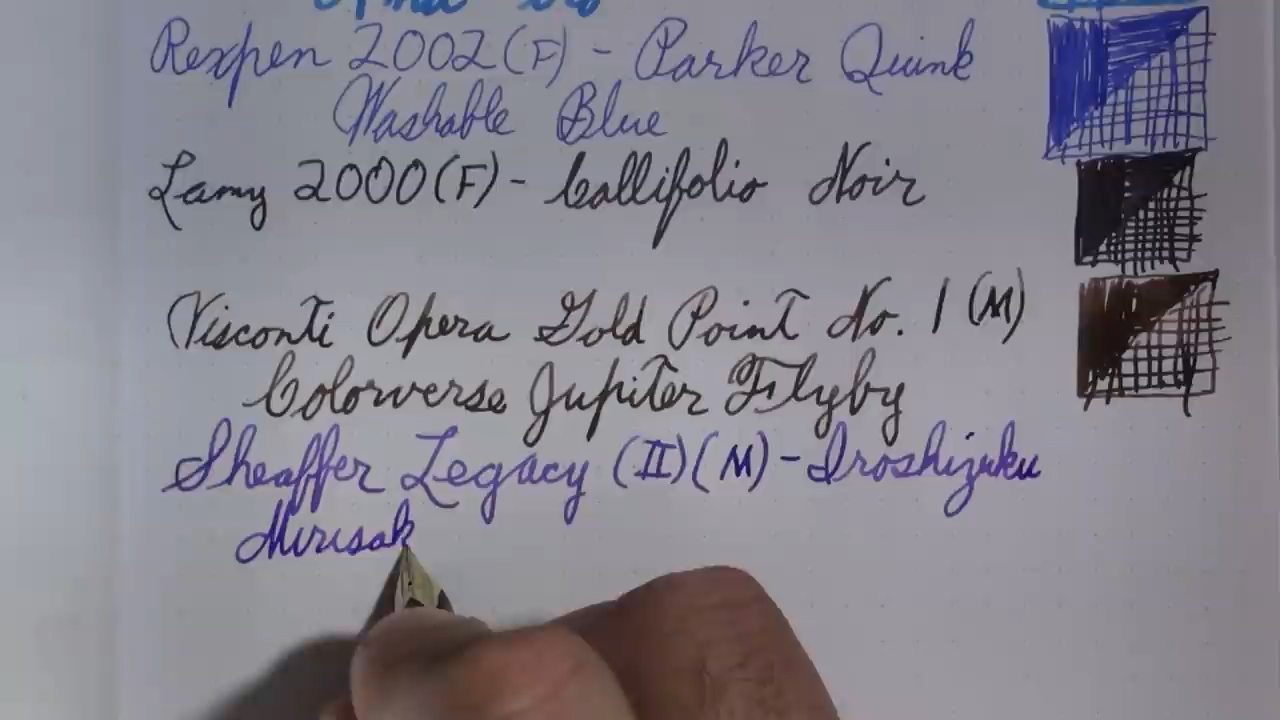 Rexpen 2002 (F) - Parker Quink
Washable Blue
Lamy 2000 (F) - Callifolio Noir
Visconti Opera Gold Point No. 1 (M)
Colorverse Jupiter Flyby
Sheaffer Legacy (II) (M) - Iroshizuku
Murisak